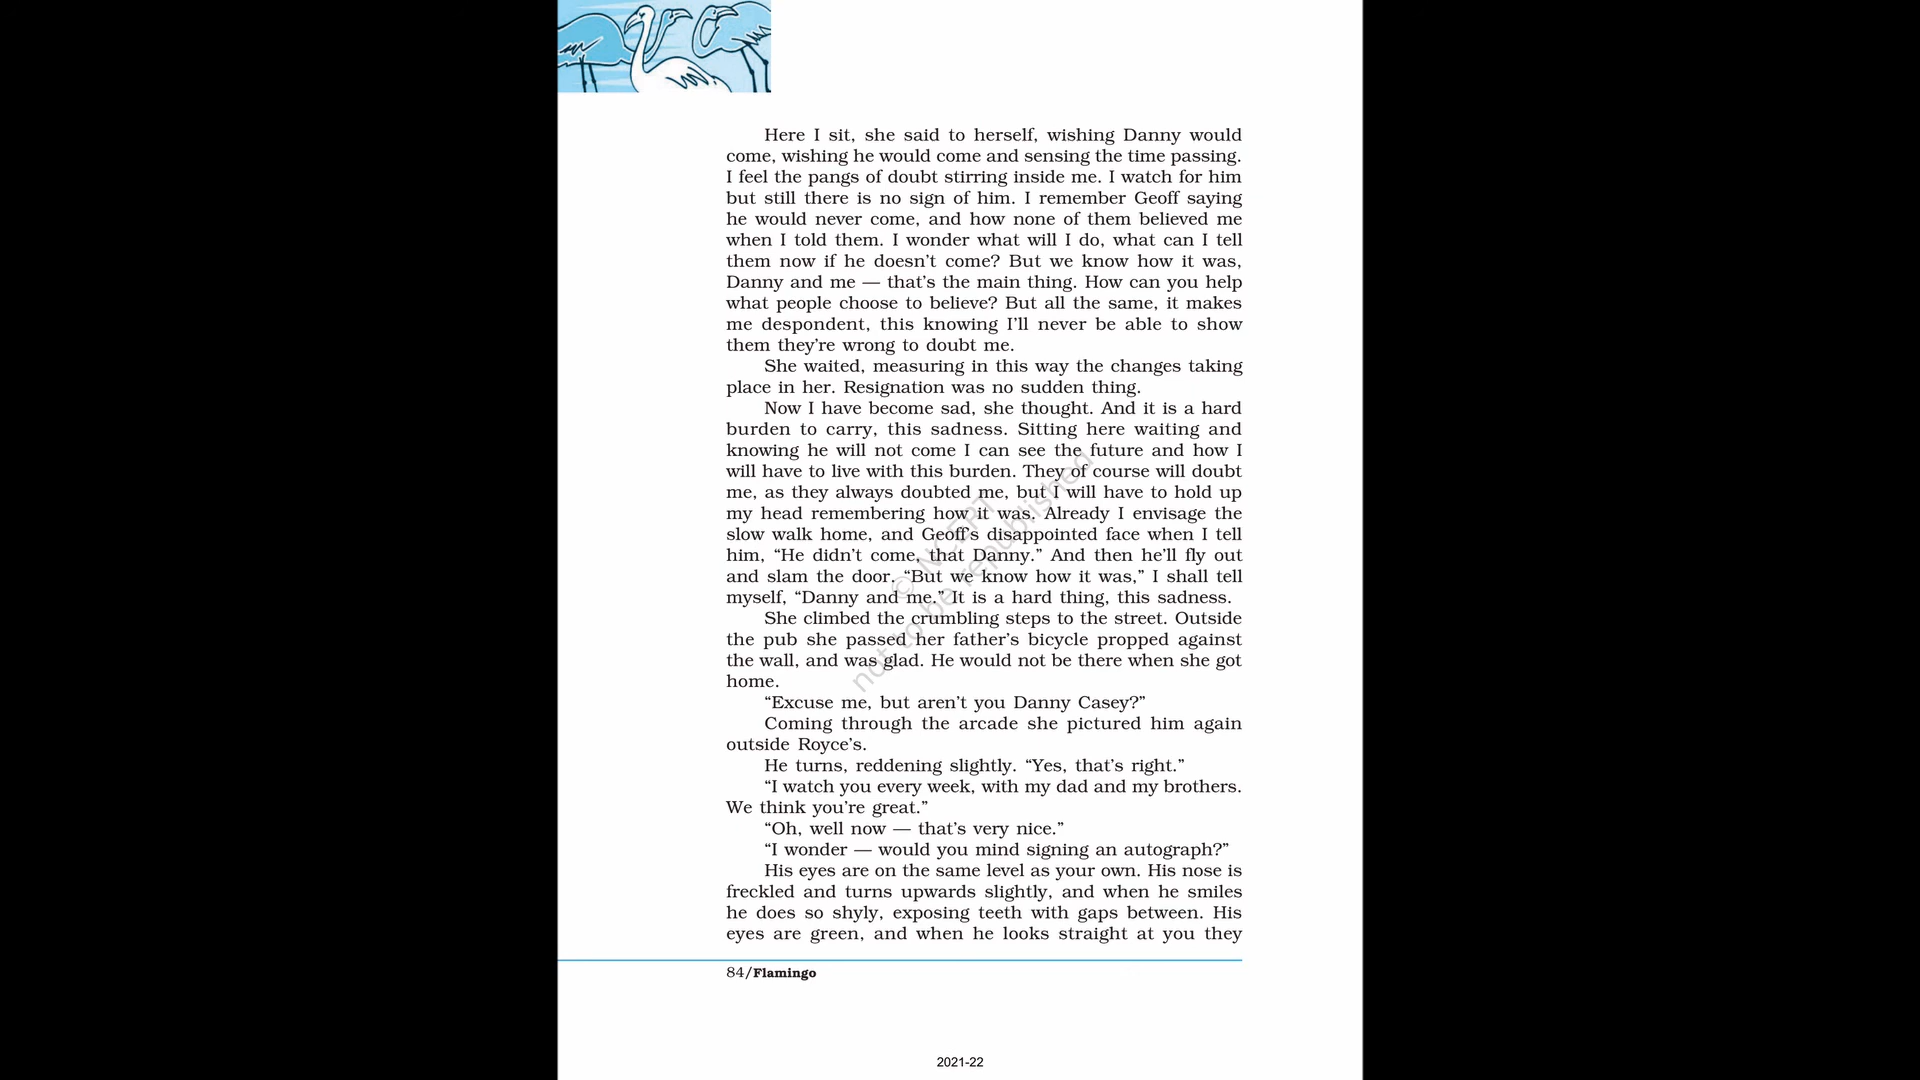 Here I sit, she said to herself, wishing Danny would
come, wishing he would come and sensing the time passing.
I feel the pangs of doubt stirring inside me. I watch for him
but still there is no sign of him. I remember Geoff saying
he would never come, and how none of them believed me
when I told them. I wonder what will I do, what can I tell
them now if he doesn’t come? But we know how it was,
Danny and me — that’s the main thing. How can you help
what people choose to believe? But all the same, it makes
me despondent, this knowing I’ll never be able to show
them they’re wrong to doubt me.
She waited, measuring in this way the changes taking
place in her. Resignation was no sudden thing.
Now I have become sad, she thought. And it is a hard
burden to carry, this sadness. Sitting here waiting and
knowing he will not come I can see the future and how I
will have to live with this burden. They of course will doubt
me, as they always doubted me, but I will have to hold up
my head remembering how it was. Already I envisage the
slow walk home, and Geoff’s disappointed face when I tell
him, “He didn’t come, that Danny.” And then he’ll fly out
and slam the door. “But we know how it was,” I shall tell
myself, “Danny and me.” It is a hard thing, this sadness.
She climbed the crumbling steps to the street. Outside
the pub she passed her father’s bicycle propped against
the wall, and was glad. He would not be there when she got
home.
“Excuse me, but aren’t you Danny Casey?”
Coming through the arcade she pictured him again
outside Royce’s.
He turns, reddening slightly. “Yes, that’s right.”
“I watch you every week, with my dad and my brothers.
We think you’re great.”
“Oh, well now — that’s very nice.”
“I wonder — would you mind signing an autograph?”
His eyes are on the same level as your own. His nose is
freckled and turns upwards slightly, and when he smiles
he does so shyly, exposing teeth with gaps between. His
eyes are green, and when he looks straight at you they
© NCERT
not to be republished
84/Flamingo
2021-22